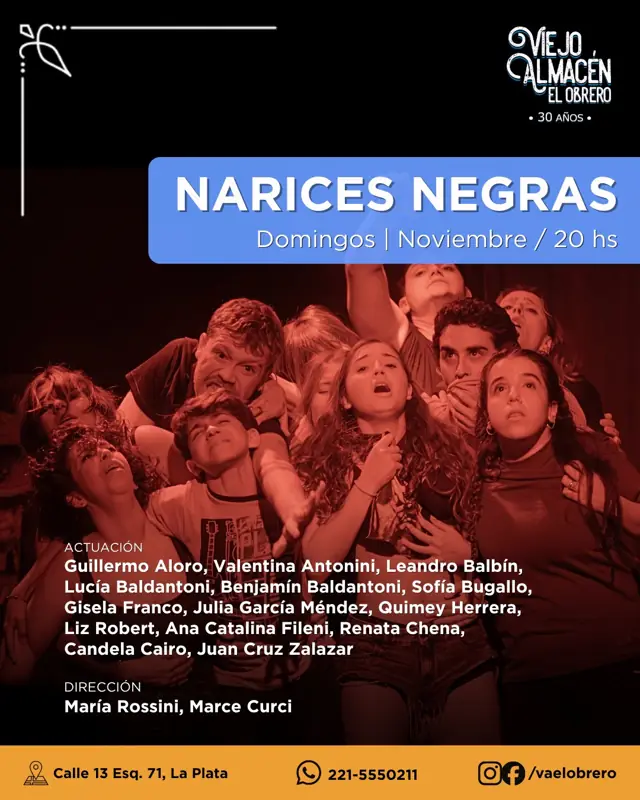 VIEJO
ALMACÉN
EL OBRERO
• 30 AÑOS •
NARICES NEGRAS
Domingos | Noviembre / 20 hs
ACTUACIÓN
Guillermo Aloro, Valentina Antonini, Leandro Balbín,
Lucía Baldantoni, Benjamín Baldantoni, Sofía Bugallo,
Gisela Franco, Julia García Méndez, Quimey Herrera,
Liz Robert, Ana Catalina Fileni, Renata Chena,
Candela Cairo, Juan Cruz Zalazar
DIRECCIÓN
María Rossini, Marce Curci
Calle 13 Esq. 71, La Plata
221-5550211
/vaelobrero